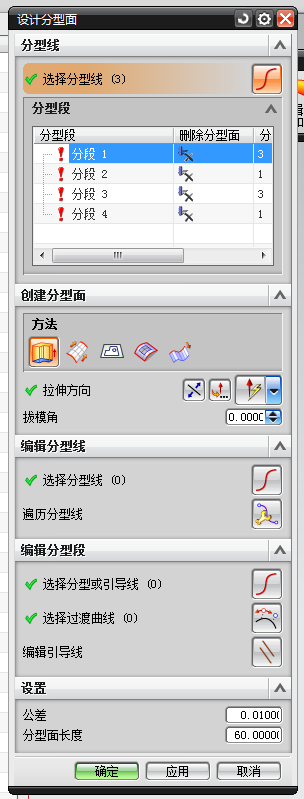 设计分型面
分型线
选择分型线 (3)
分型段
分型段 删除分型面 分
分段 1 3
分段 2 1
分段 3 3
分段 4 1
创建分型面
方法
拉伸方向
拔模角 0.000
编辑分型线
选择分型线 (0)
遍历分型线
编辑分型段
选择分型或引导线 (0)
选择过渡曲线 (0)
编辑引导线
设置
公差 0.0100
分型面长度 60.0000
确定 应用 取消